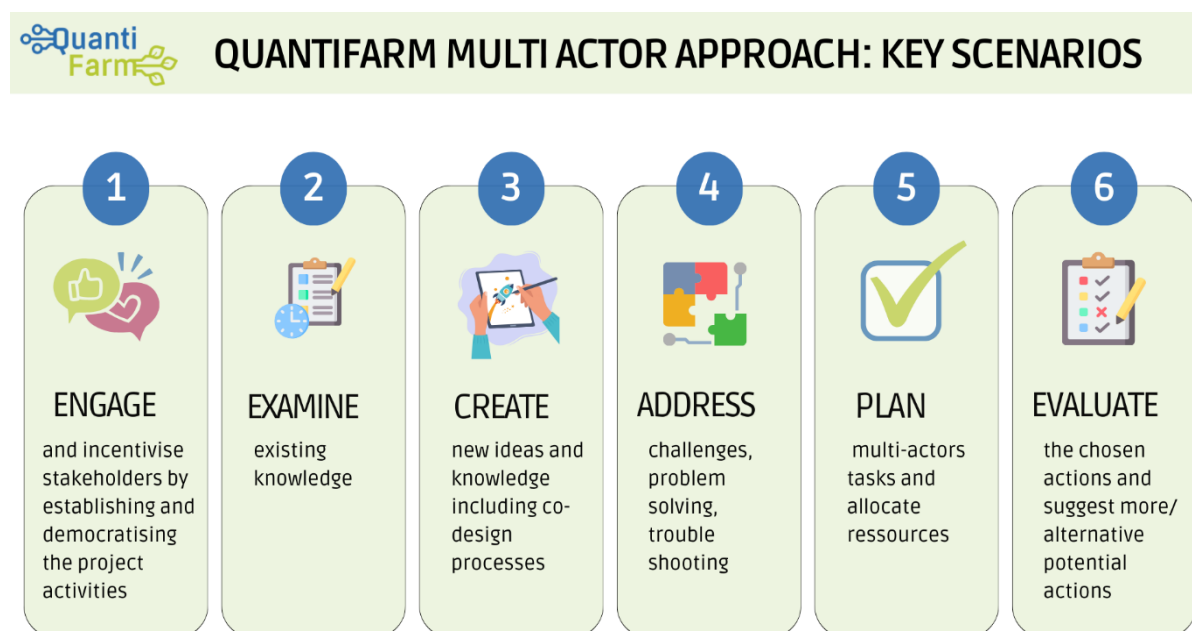 Quanti
Farm
QUANTIFARM MULTI ACTOR APPROACH: KEY SCENARIOS
1
ENGAGE
and incentivise
stakeholders by
establishing and
democratising
the project
activities
2
EXAMINE
existing
knowledge
3
CREATE
new ideas and
knowledge
including co-
design
processes
4
ADDRESS
challenges,
problem
solving,
trouble
shooting
5
PLAN
multi-actors
tasks and
allocate
ressources
6
EVALUATE
the chosen
actions and
suggest more/
alternative
potential
actions